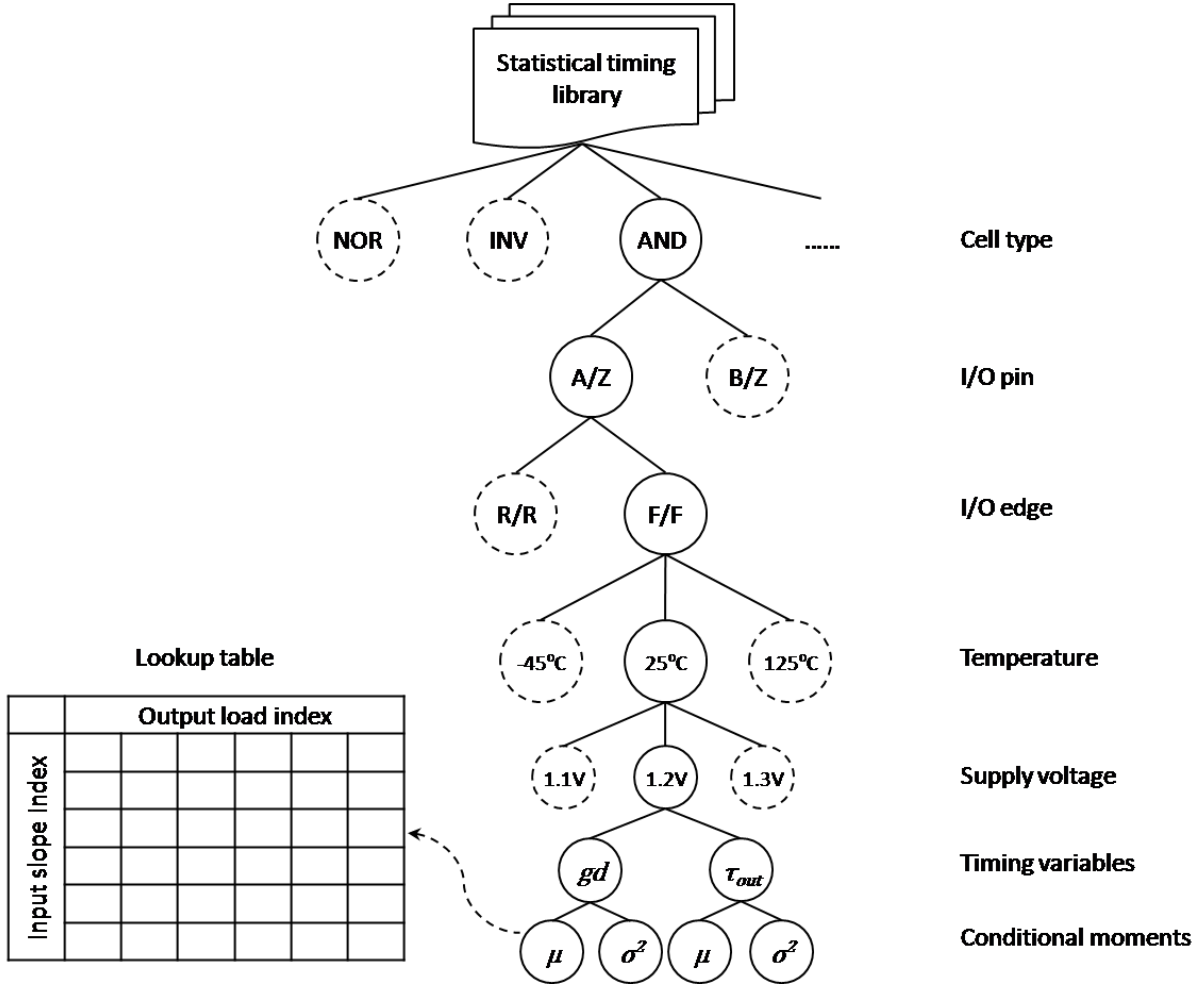 Statistical timing
library
NOR
INV
AND
......
Cell type
A/Z
B/Z
I/O pin
R/R
F/F
I/O edge
-45°C
25°C
125°C
Temperature
Lookup table
Output load index
Input slope Index
1.1V
1.2V
1.3V
Supply voltage
gd
τout
Timing variables
μ
σ²
μ
σ²
Conditional moments